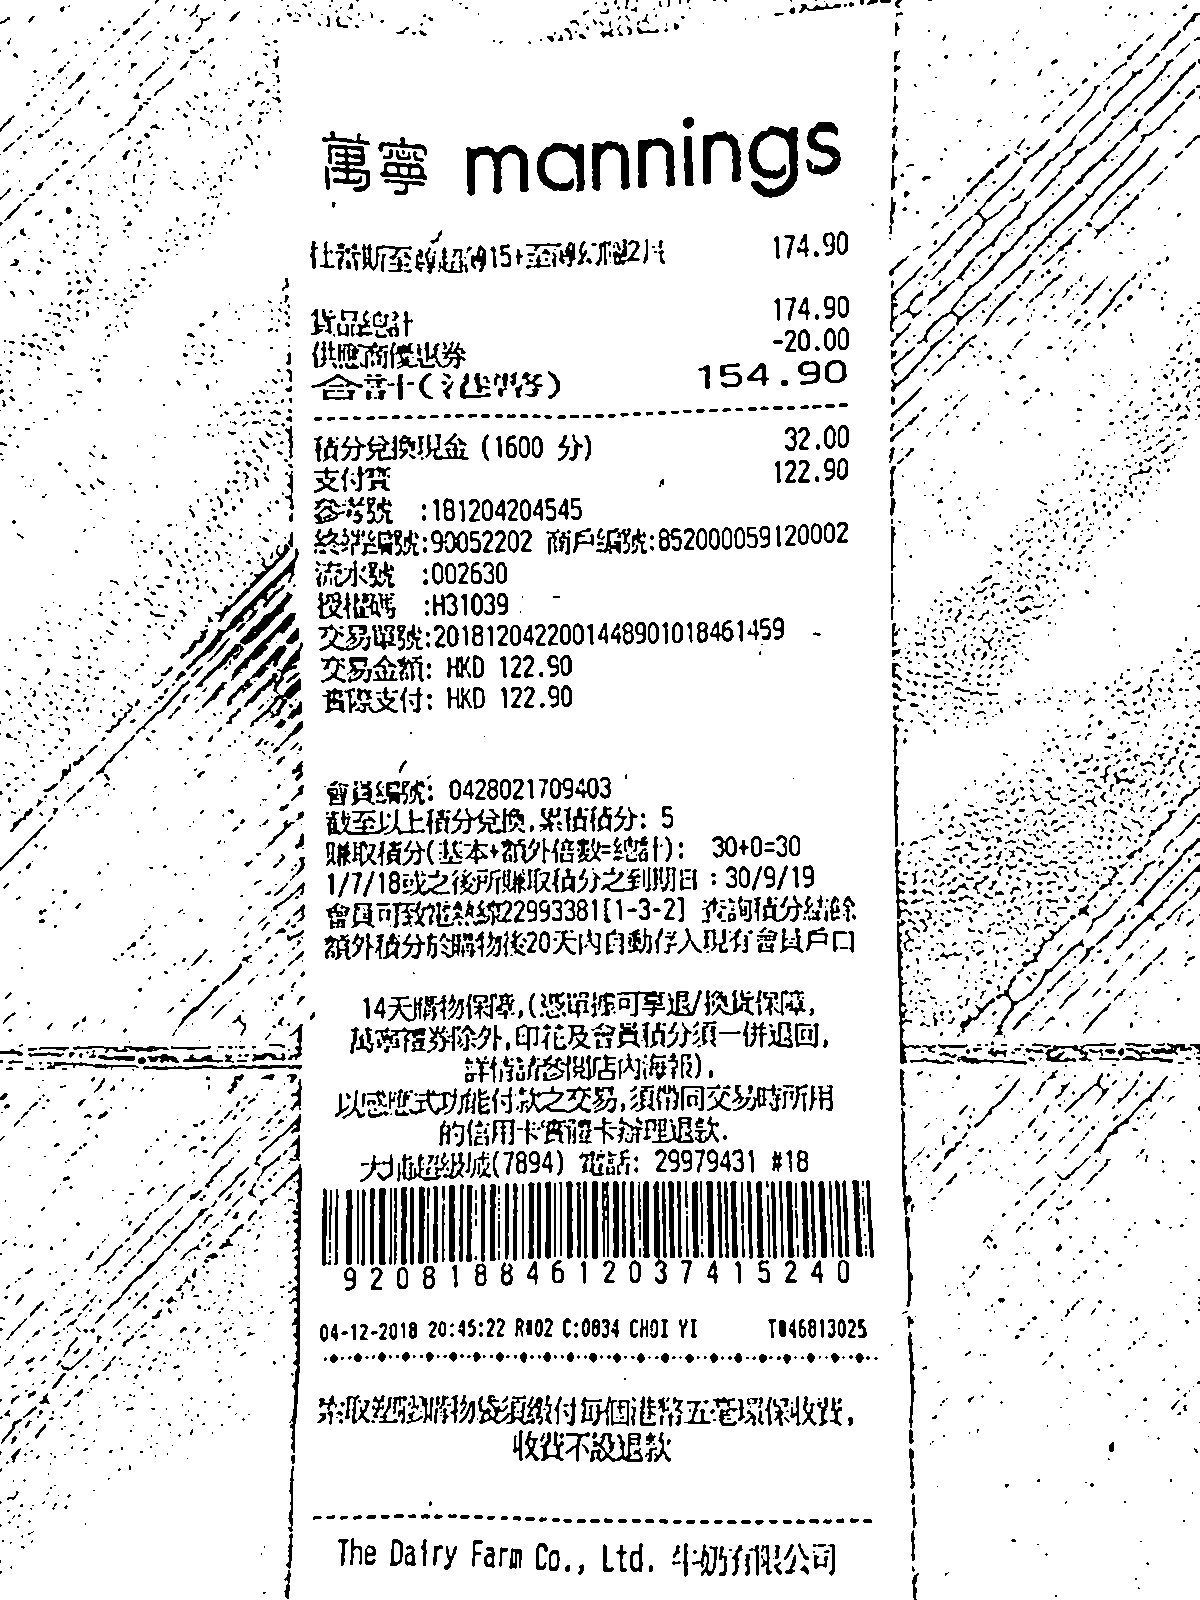 萬寧 mannings
174.90
貨品總計 174.90
供應商優惠券 -20.00
合計(港幣) 154.90
積分兌換現金 (1600 分) 32.00
支付寶 122.90
參考號 :181204204545
終端編號:90052202 商戶編號:852000059120002
流水號 :002630
授權碼 :H31039
交易單號:2018120422001448901018461459
交易金額: HKD 122.90
實際支付: HKD 122.90
會員編號: 0428021709403
截至以上積分兌換,累積積分: 5
賺取積分(基本+額外倍數=總計): 30+0=30
1/7/18或之後所賺取積分之到期日 : 30/9/19
會員可致電熱線22993381[1-3-2] 查詢積分結餘
額外積分於購物後20天內自動存入現有會員戶口
14天購物保障,(憑單據可享退/換貨保障,
萬寧禮券除外,印花及會員積分須一併退回,
詳情請參閱店內海報).
以感應式功能付款之交易,須帶同交易時所用
的信用卡實體卡辦理退款.
大埔超級城(7894) 電話: 29979431 #18
92081884612037415240
04-12-2018 20:45:22 R#02 C:0834 CHOI YI T#46813025
索取塑膠購物袋須繳付每個港幣五毫環保收費,
收費不設退款
The Dairy Farm Co., Ltd. 牛奶有限公司